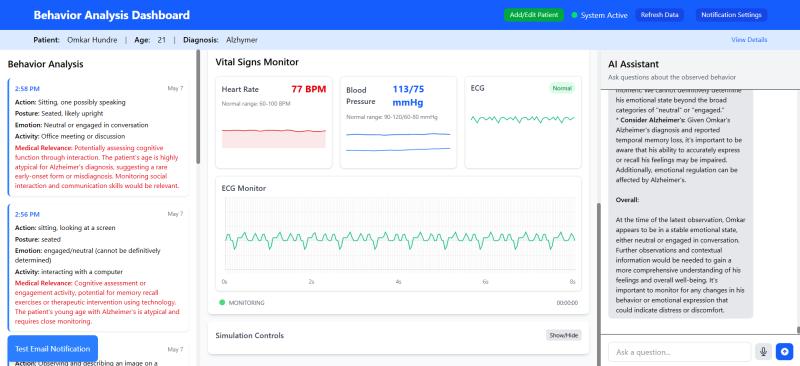 Behavior Analysis Dashboard
Add/Edit Patient
System Active
Refresh Data
Notification Settings
Patient: Omkar Hundre | Age: 21 | Diagnosis: Alzhymer
View Details
Behavior Analysis
2:58 PM May 7
Action: Sitting, one possibly speaking
Posture: Seated, likely upright
Emotion: Neutral or engaged in conversation
Activity: Office meeting or discussion
Medical Relevance: Potentially assessing cognitive
function through interaction. The patient's age is highly
atypical for Alzheimer's diagnosis, suggesting a rare
early-onset form or misdiagnosis. Monitoring social
interaction and communication skills would be relevant.
2:56 PM May 7
Action: sitting, looking at a screen
Posture: seated
Emotion: engaged/neutral (cannot be definitively
determined)
Activity: interacting with a computer
Medical Relevance: Cognitive assessment or
engagement activity, potential for memory recall
exercises or therapeutic intervention using technology.
The patient's young age with Alzheimer's is atypical and
requires close monitoring.
Test Email Notification
May 7
Action: Observing and describing an image on a
Vital Signs Monitor
Heart Rate 77 BPM
Normal range: 60-100 BPM
Blood
Pressure
113/75
mmHg
Normal range: 90-120/60-80 mmHg
ECG Normal
ECG Monitor
0s 2s 4s 6s 8s
MONITORING 00:00:00
Simulation Controls Show/Hide
AI Assistant
Ask questions about the observed behavior
moment. We cannot definitively determine
his emotional state beyond the broad
categories of "neutral" or "engaged."
* Consider Alzheimer's: Given Omkar's
Alzheimer's diagnosis and reported
temporal memory loss, it's important to be
aware that his ability to accurately express
or recall his feelings may be impaired.
Additionally, emotional regulation can be
affected by Alzheimer's.
Overall:
At the time of the latest observation, Omkar
appears to be in a stable emotional state,
either neutral or engaged in conversation.
Further observations and contextual
information would be needed to gain a
more comprehensive understanding of his
feelings and overall well-being. It's
important to monitor for any changes in his
behavior or emotional expression that
could indicate distress or discomfort.
Ask a question...